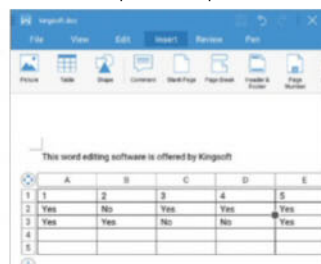 kingsoft.doc
File View Edit Insert Review Pen
Picture Table Shape Comment Blank Page Page Break Header & Footer Page Number
This word editing software is offered by Kingsoft
A B C D E
1 1 2 3 4 5
2 Yes No Yes Yes Yes
3 Yes Yes No No Yes
4
5